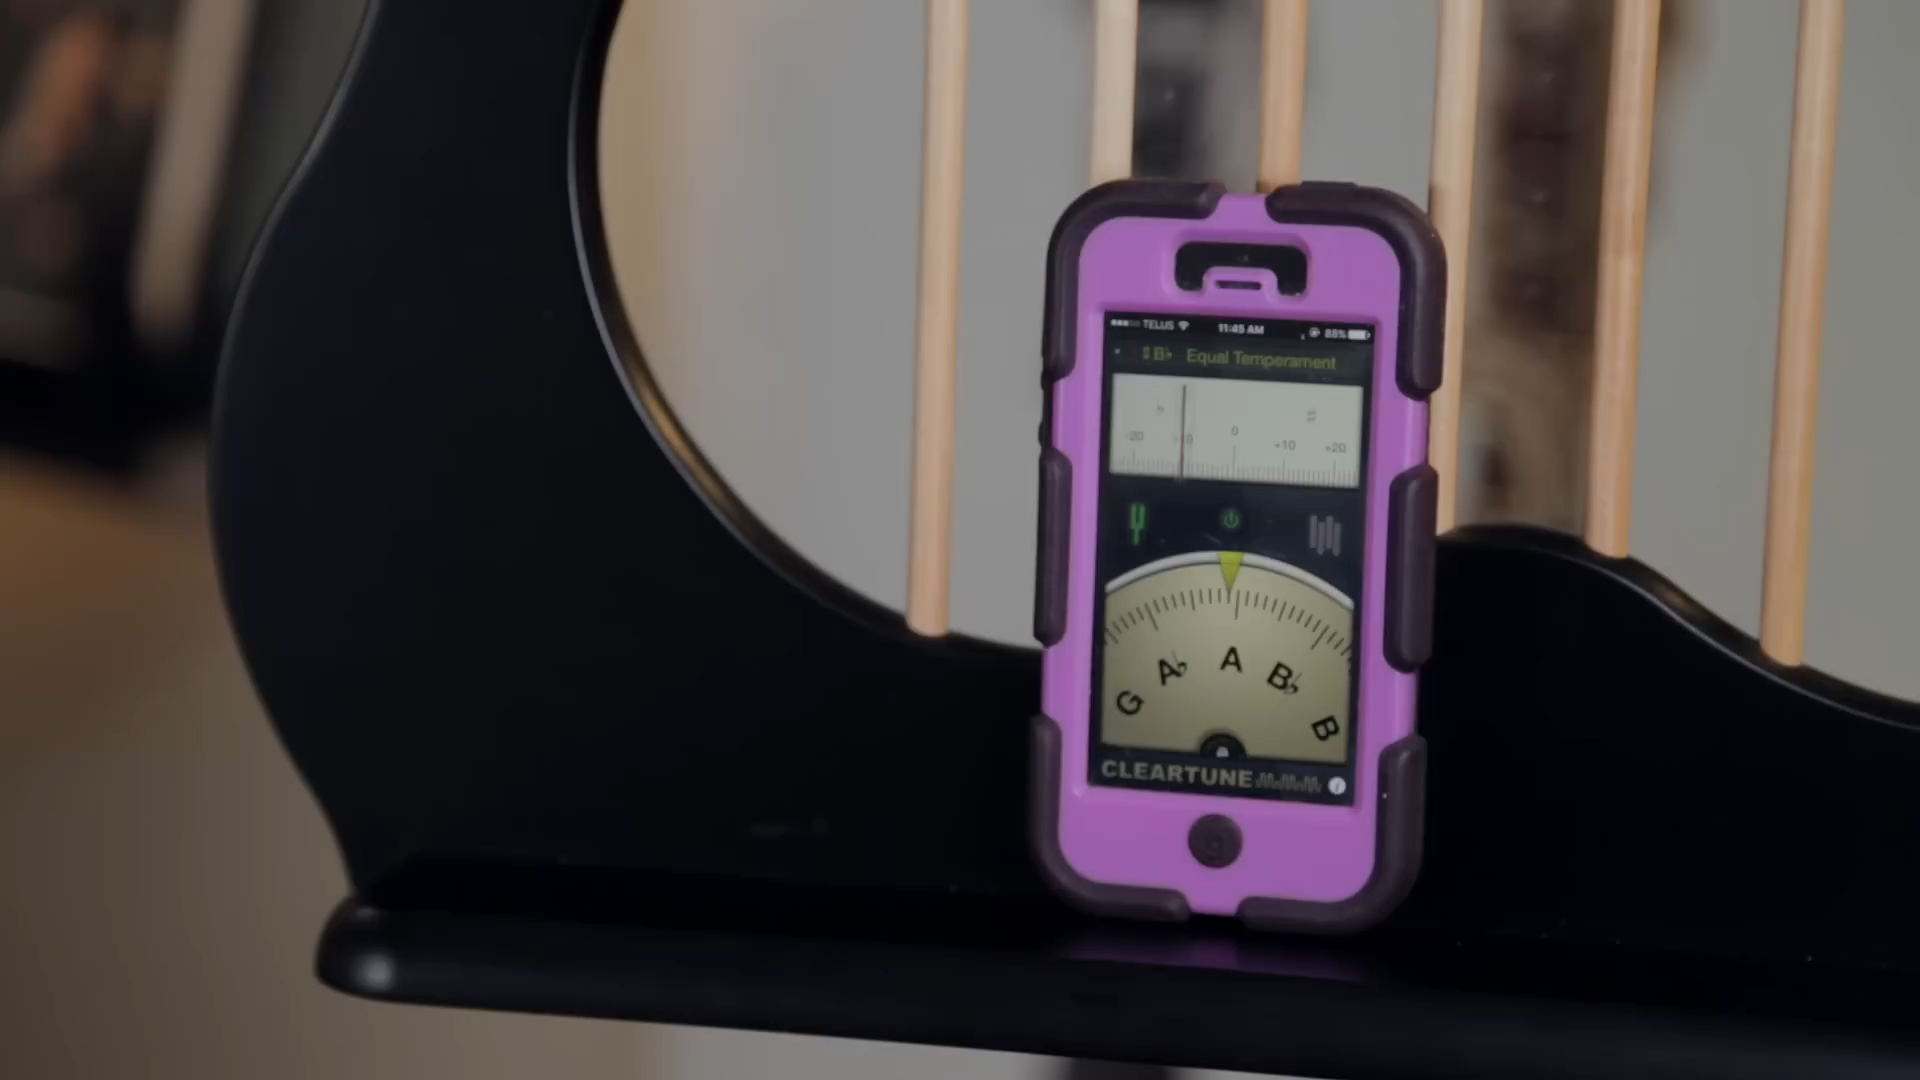 TELUS 11:45 AM 88%
B♭ Equal Temperament
♭ ♯
-20 0 +10 +20
G A♭ A B♭ B
CLEARTUNE i